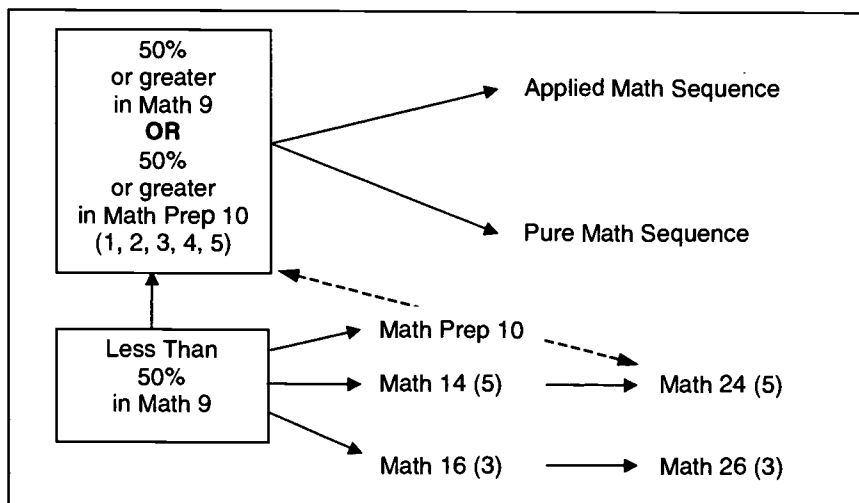 50%
or greater
in Math 9
OR
50%
or greater
in Math Prep 10
(1, 2, 3, 4, 5)
Applied Math Sequence
Pure Math Sequence
Less Than
50%
in Math 9
Math Prep 10
Math 14 (5)
Math 24 (5)
Math 16 (3)
Math 26 (3)